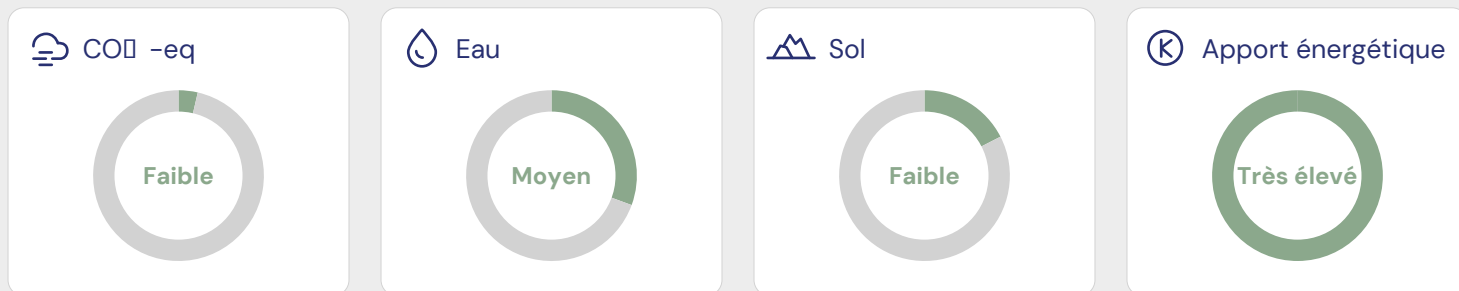 CO▯ -eq
Faible
Eau
Moyen
Sol
Faible
Apport énergétique
Très élevé